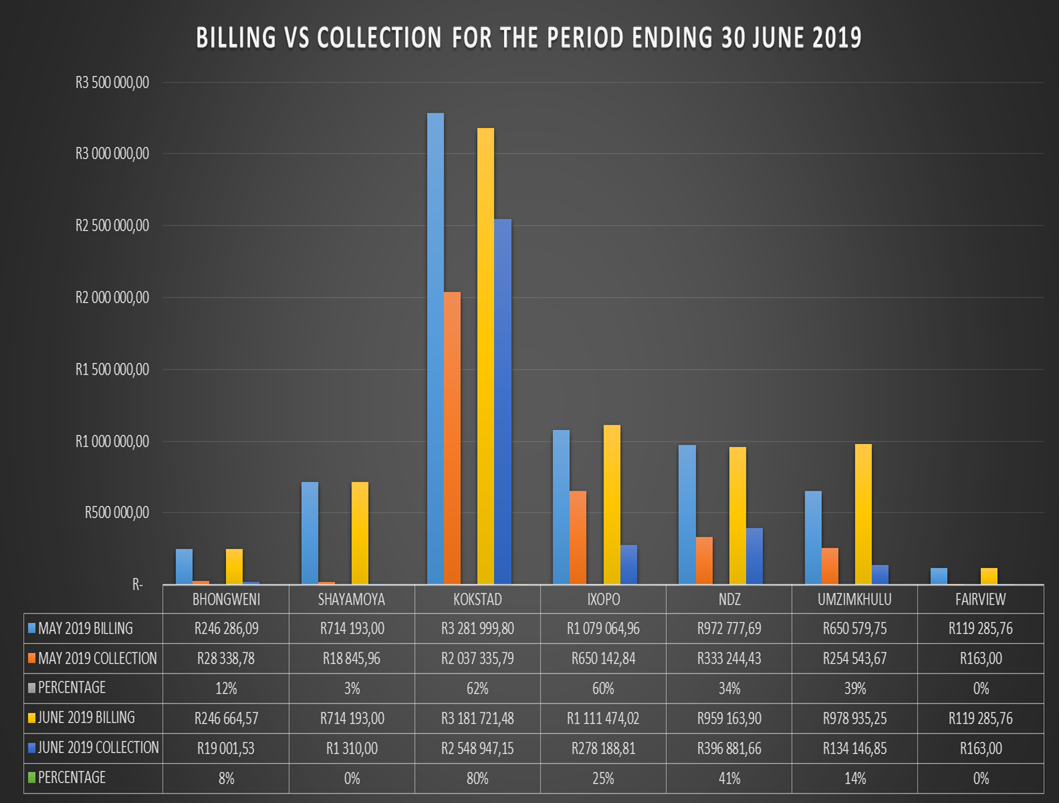 BILLING VS COLLECTION FOR THE PERIOD ENDING 30 JUNE 2019
R3 500 000,00
R3 000 000,00
R2 500 000,00
R2 000 000,00
R1 500 000,00
R1 000 000,00
R500 000,00
R-
BHONGWENI SHAYAMOYA KOKSTAD IXOPO NDZ UMZIMKHULU FAIRVIEW
MAY 2019 BILLING R246 286,09 R714 193,00 R3 281 999,80 R1 079 064,96 R972 777,69 R650 579,75 R119 285,76
MAY 2019 COLLECTION R28 338,78 R18 845,96 R2 037 335,79 R650 142,84 R333 244,43 R254 543,67 R163,00
PERCENTAGE 12% 3% 62% 60% 34% 39% 0%
JUNE 2019 BILLING R246 664,57 R714 193,00 R3 181 721,48 R1 111 474,02 R959 163,90 R978 935,25 R119 285,76
JUNE 2019 COLLECTION R19 001,53 R1 310,00 R2 548 947,15 R278 188,81 R396 881,66 R134 146,85 R163,00
PERCENTAGE 8% 0% 80% 25% 41% 14% 0%